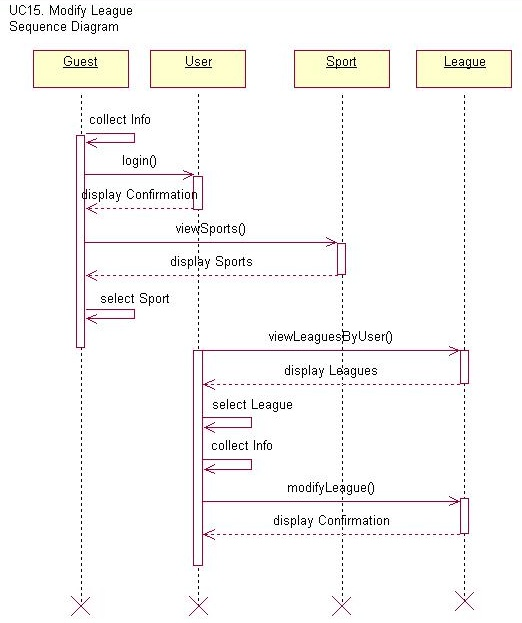 UC15. Modify League
Sequence Diagram
Guest
User
Sport
League
collect Info
login()
display Confirmation
viewSports()
display Sports
select Sport
viewLeaguesByUser()
display Leagues
select League
collect Info
modifyLeague()
display Confirmation